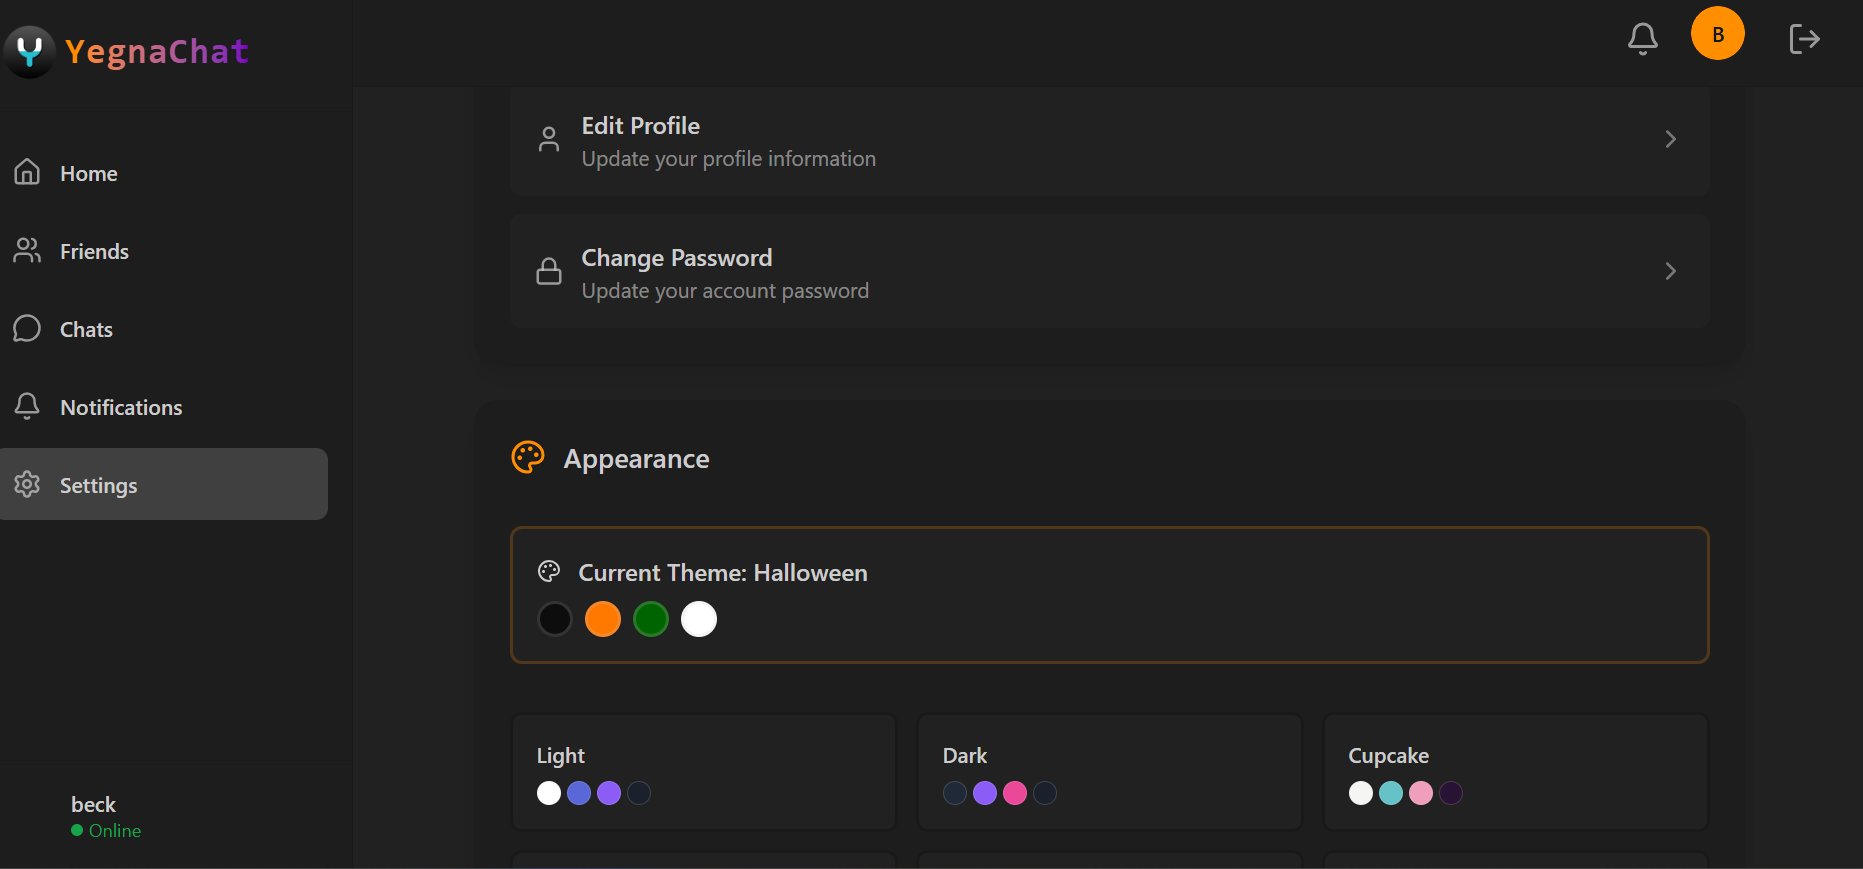 YegnaChat
B
Home
Friends
Chats
Notifications
Settings
beck
Online
Edit Profile
Update your profile information
Change Password
Update your account password
Appearance
Current Theme: Halloween
Light
Dark
Cupcake